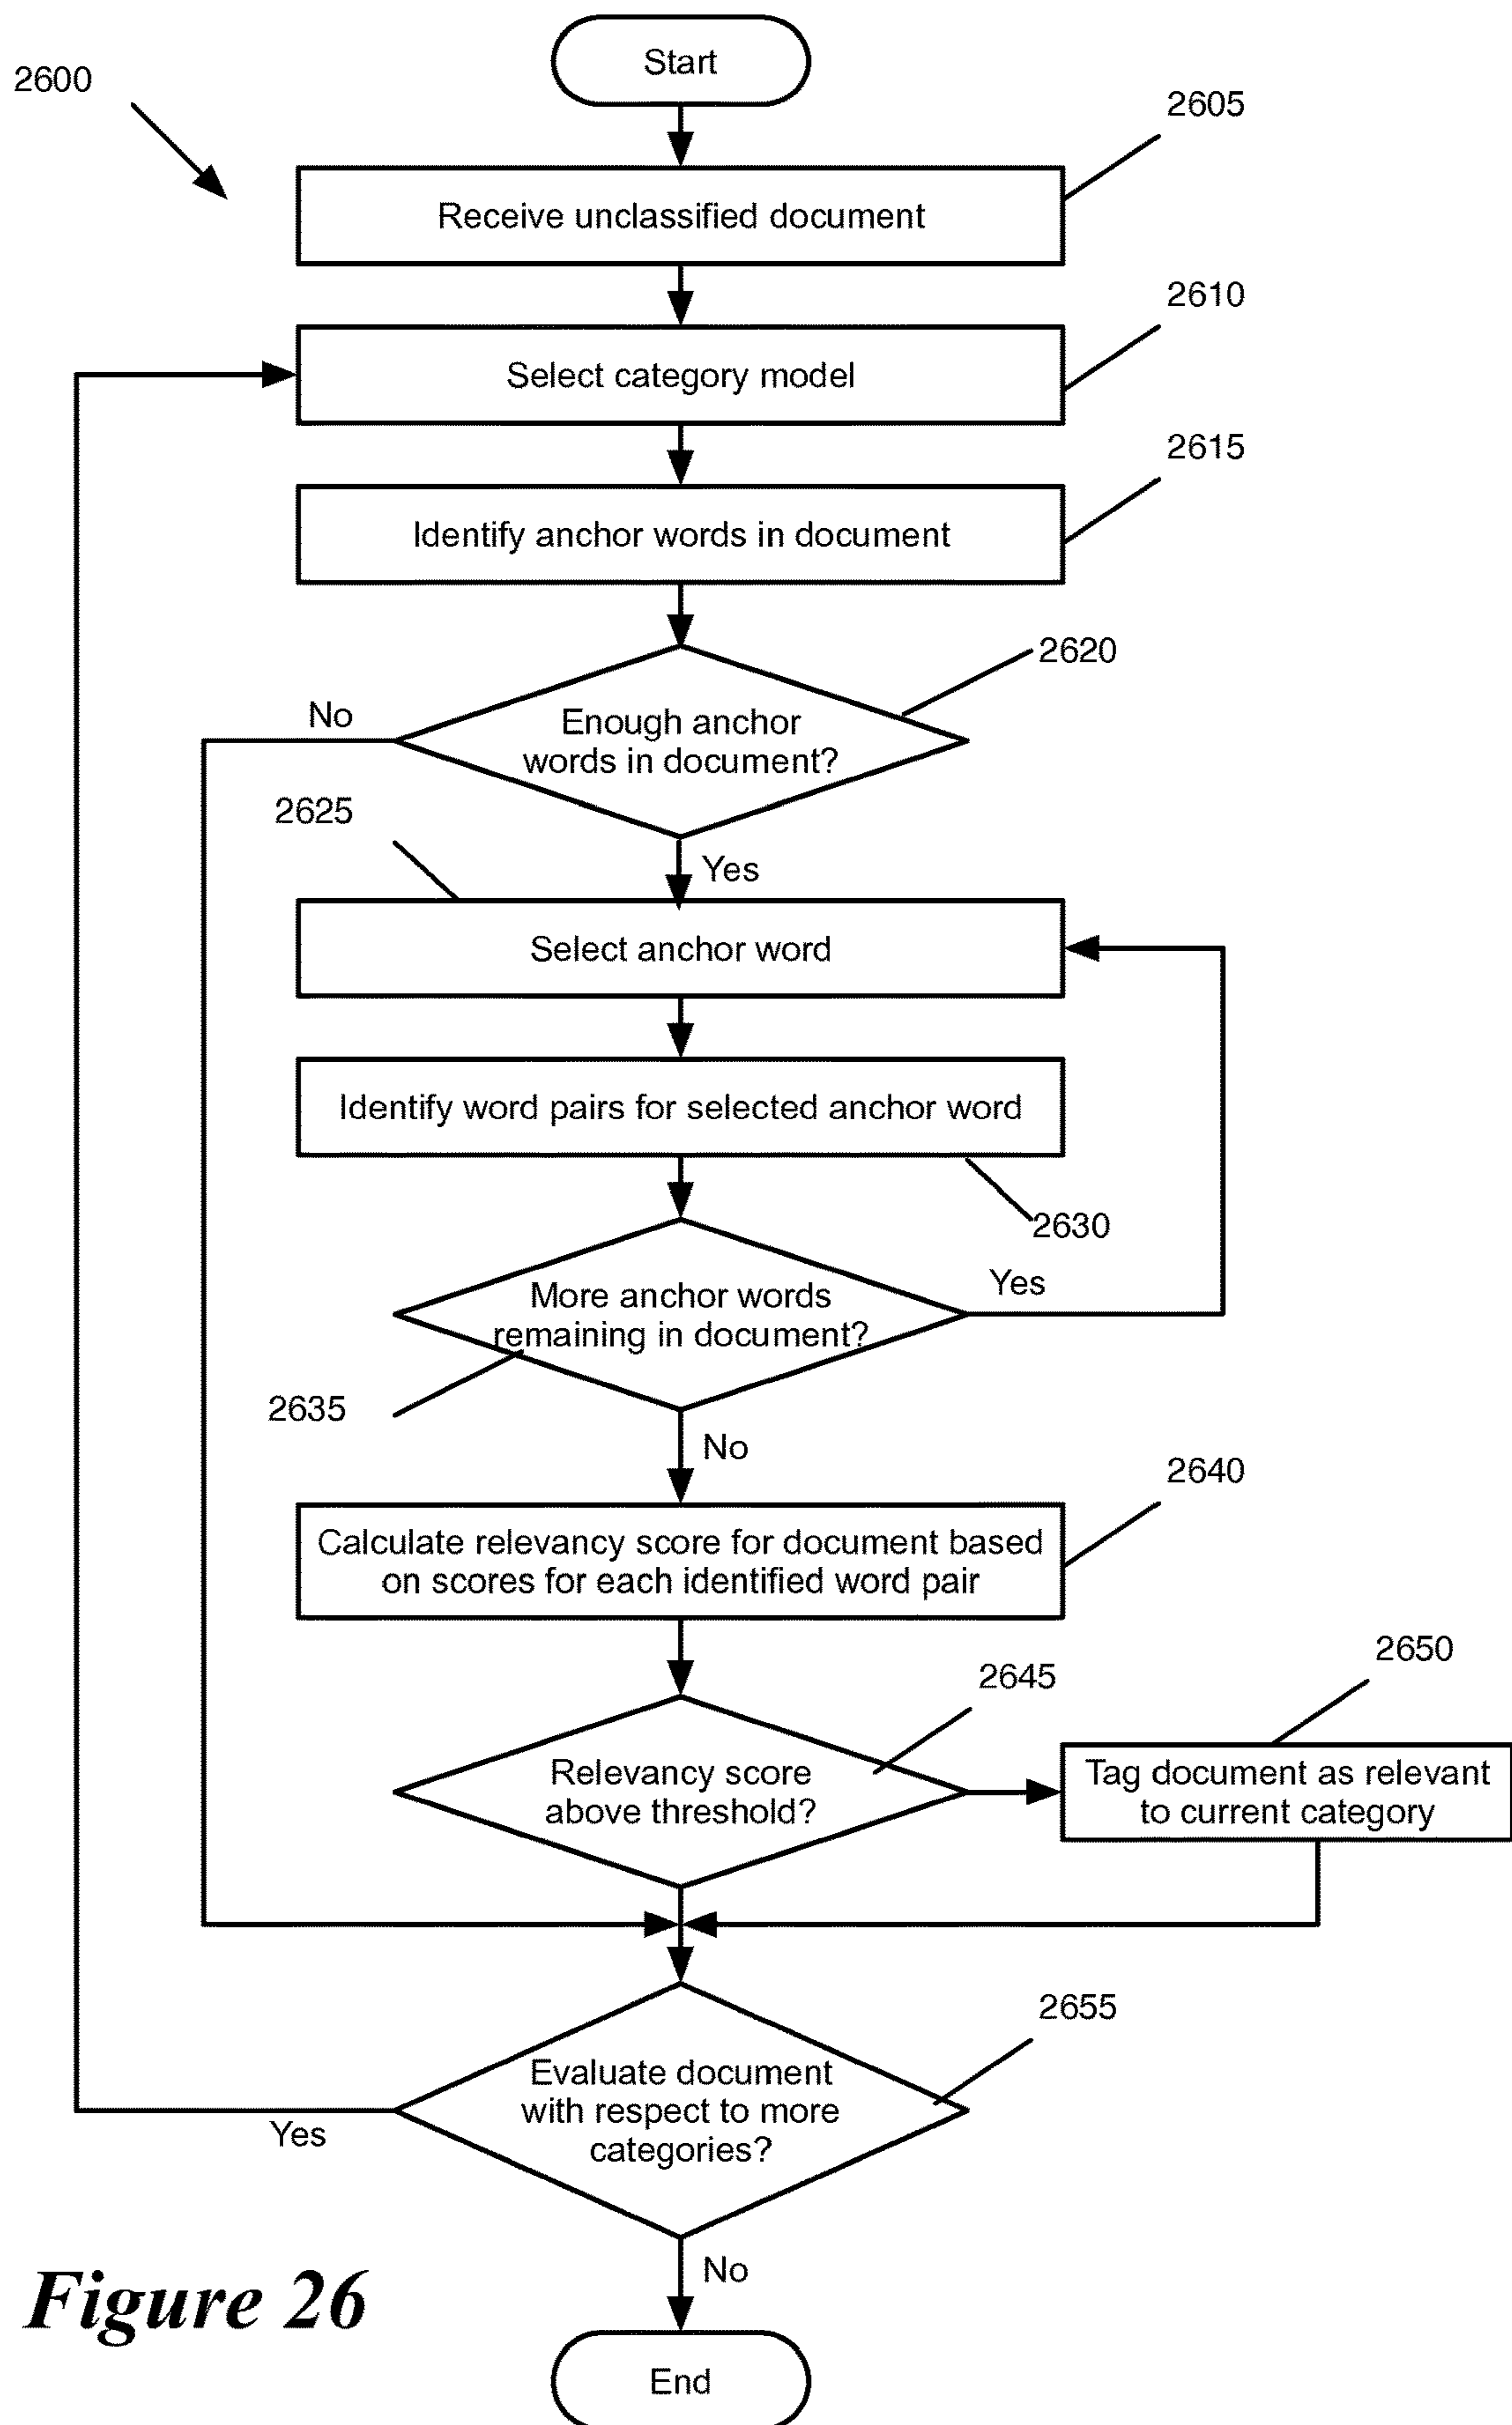 Start
2600
2605
Receive unclassified document
2610
Select category model
2615
Identify anchor words in document
2620
No
Enough anchor
words in document?
2625
Yes
Select anchor word
Identify word pairs for selected anchor word
2630
Yes
More anchor words
remaining in document?
2635
No
2640
Calculate relevancy score for document based
on scores for each identified word pair
2645
2650
Relevancy score
above threshold?
Tag document as relevant
to current category
2655
Evaluate document
with respect to more
categories?
Yes
No
Figure 26
End